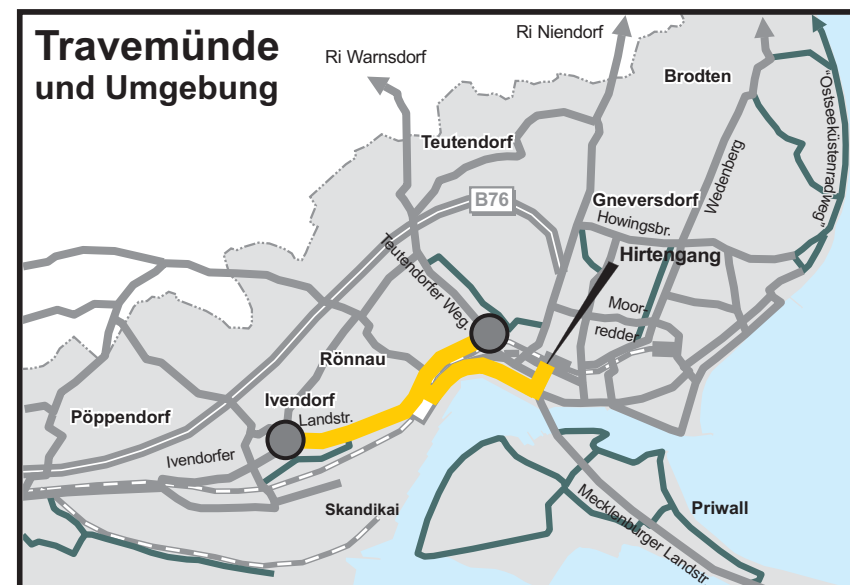 Travemünde
und Umgebung
Ri Niendorf
Ri Warnsdorf
Brodten
"Ostseeküstenradweg"
Teutendorf
B76
Gneversdorf
Wedenberg
Howingsbr.
Hirtengang
Teutendorfer Weg.
Moor-
redder
Rönnau
Ivendorf
Landstr.
Pöppendorf
Ivendorfer
Skandikai
Priwall
Mecklenburger Landstr